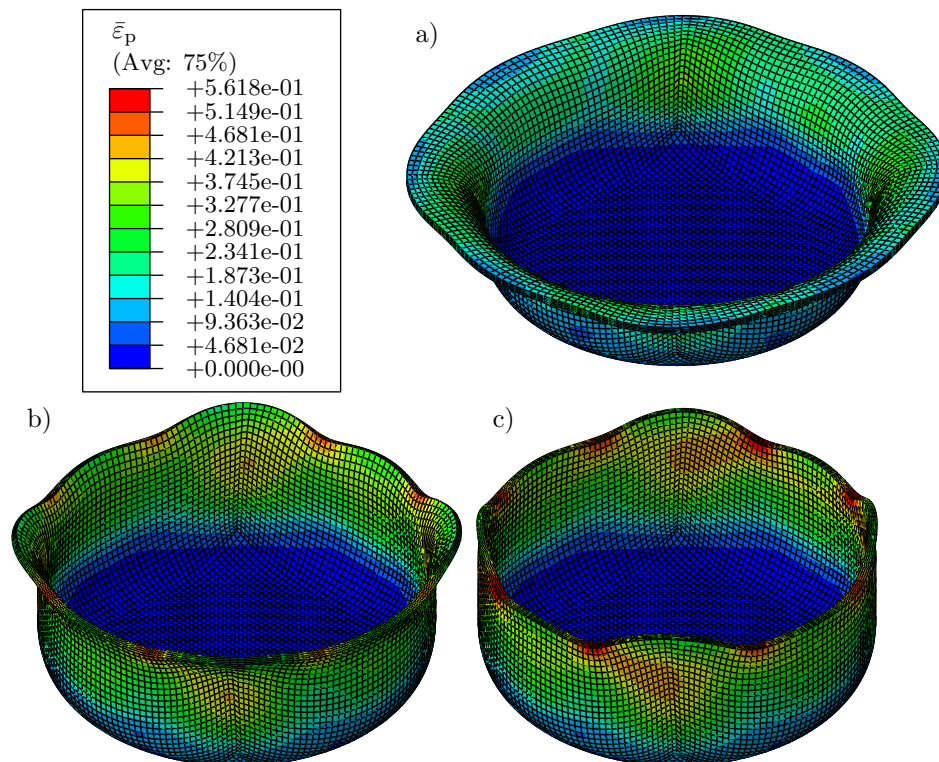 ε̄ₚ
(Avg: 75%)
+5.618e-01
+5.149e-01
+4.681e-01
+4.213e-01
+3.745e-01
+3.277e-01
+2.809e-01
+2.341e-01
+1.873e-01
+1.404e-01
+9.363e-02
+4.681e-02
+0.000e-00
a)
b)
c)